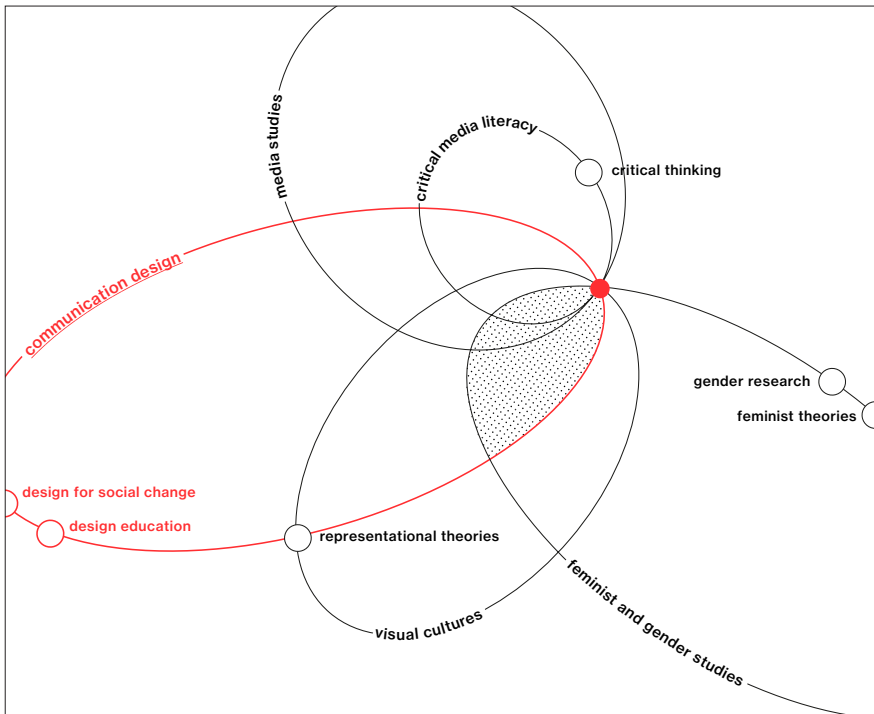 media studies
critical media literacy
critical thinking
communication design
gender research
feminist theories
design for social change
design education
representational theories
visual cultures
feminist and gender studies